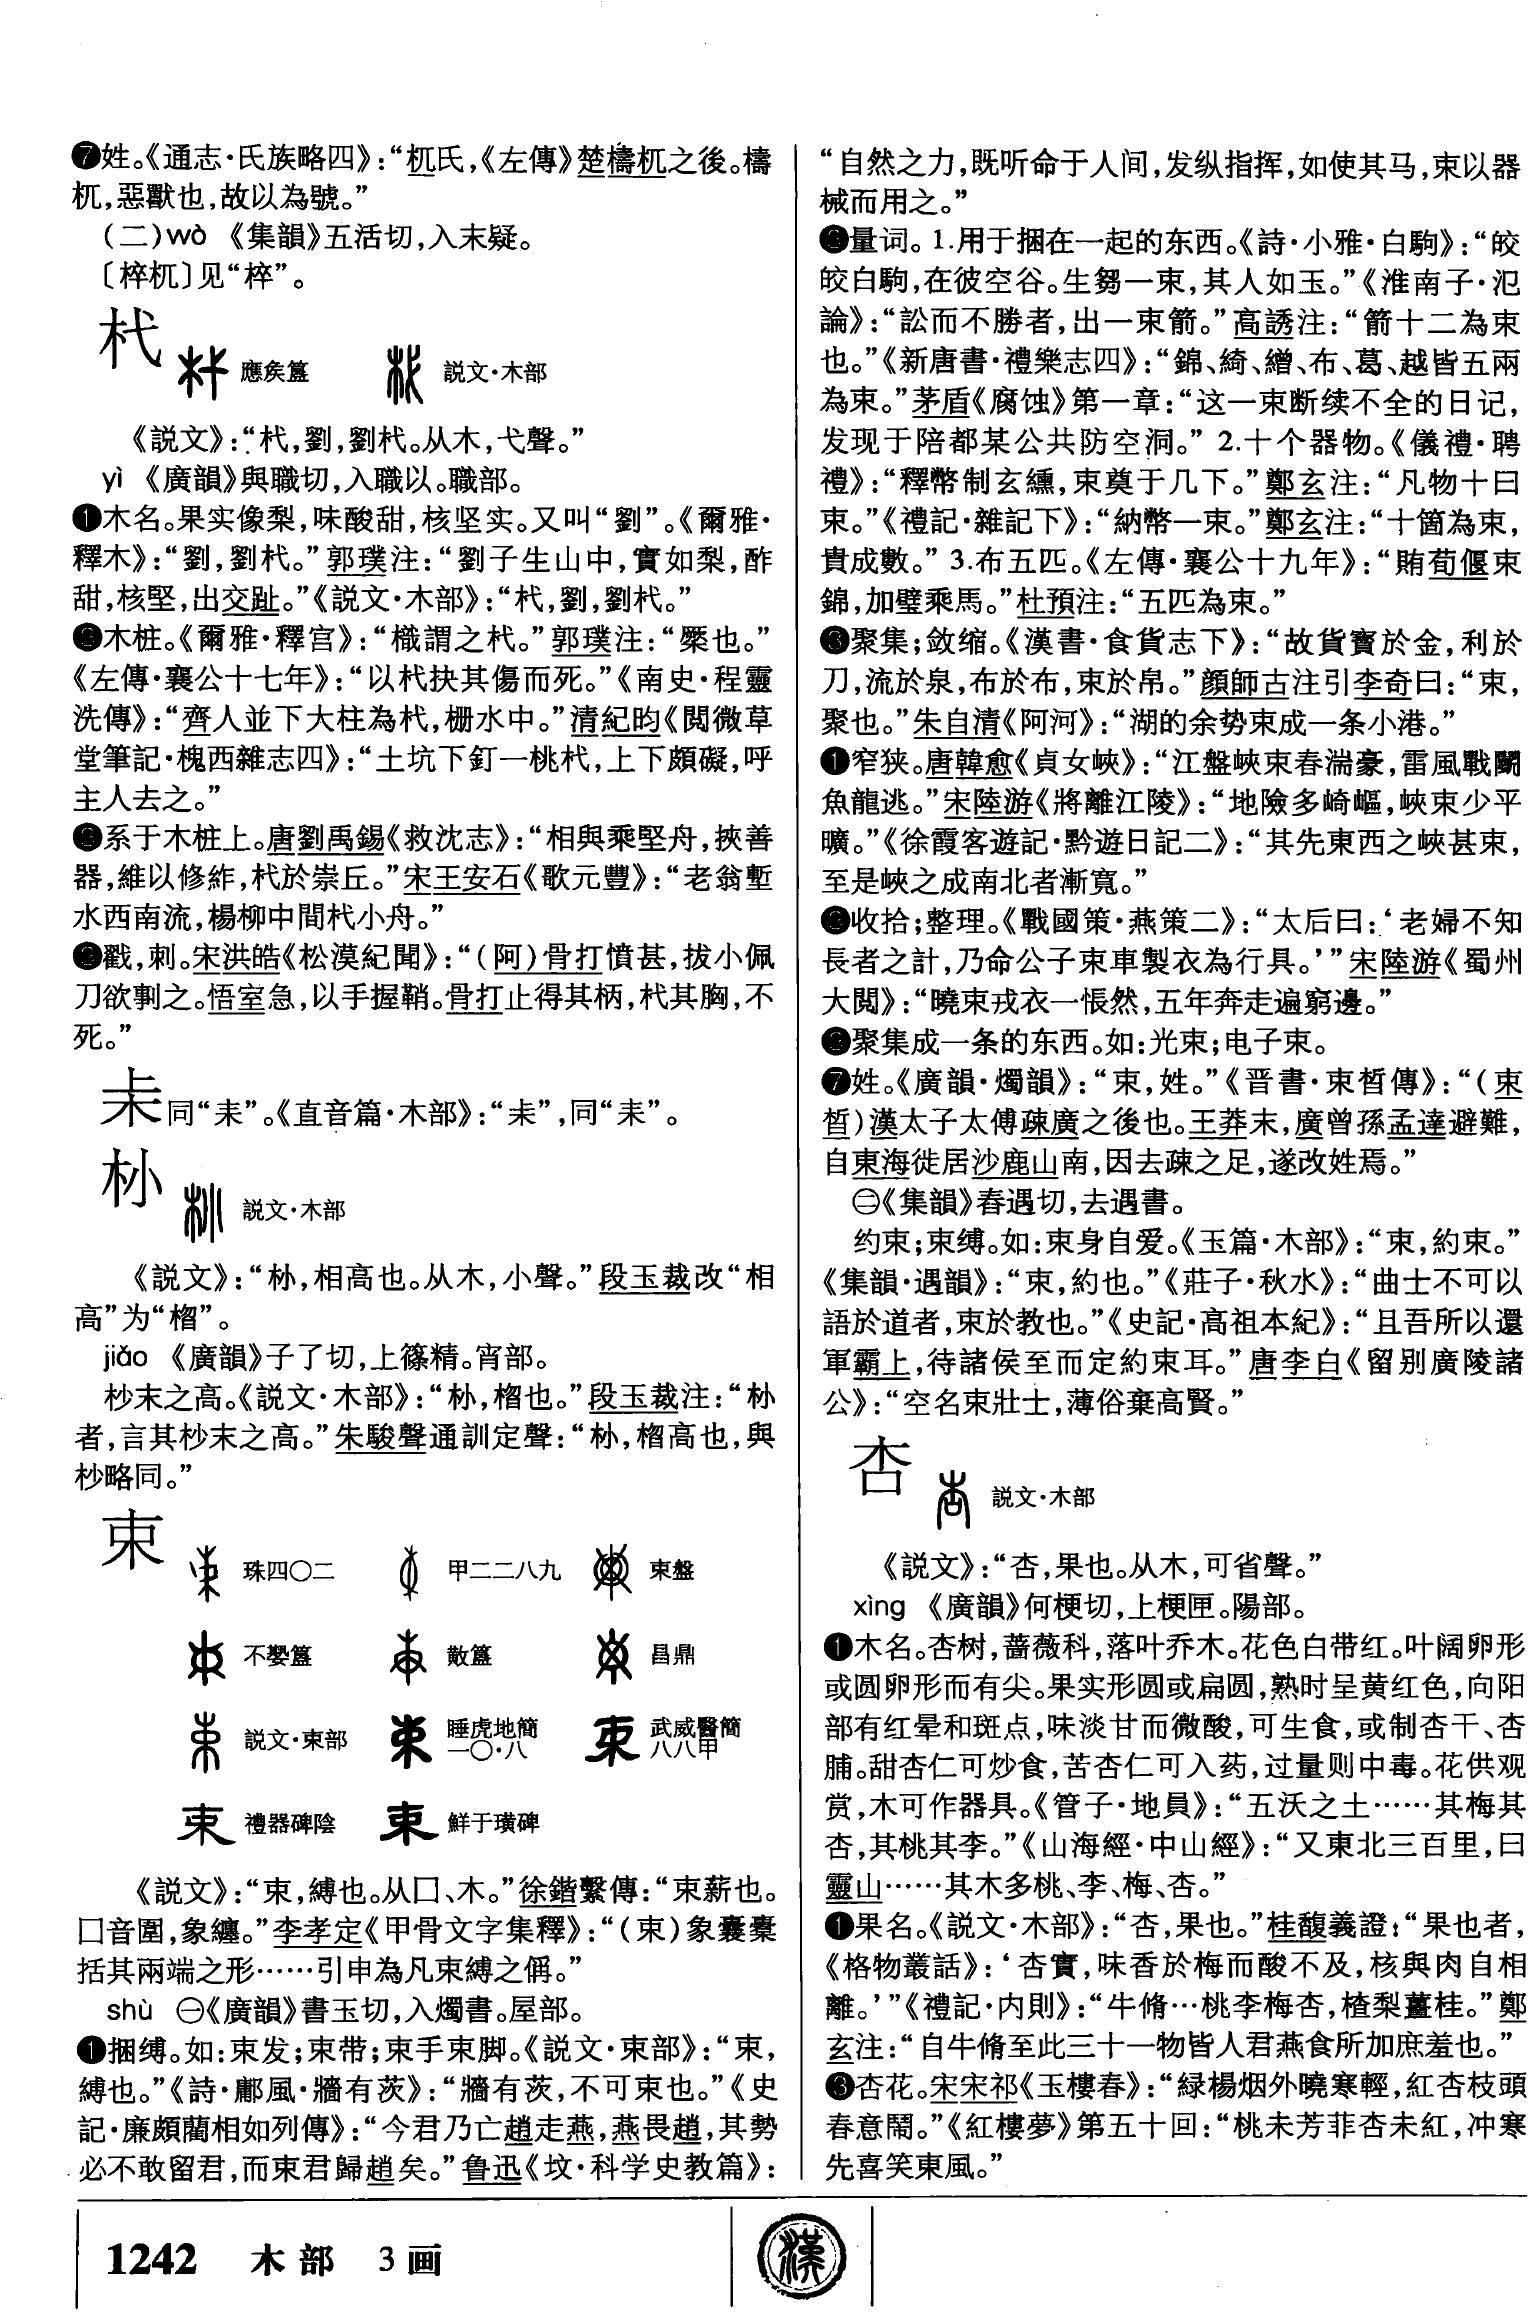 ❼姓。《通志·氏族略四》：“杌氏，《左傳》楚檮杌之後。檮
杌，惡獸也，故以為號。”
(二)wò 《集韻》五活切，入末疑。
〔椊杌〕见“椊”。
杙
應矦簋 説文·木部
《説文》：“杙，劉，劉杙。从木，弋聲。”
yì 《廣韻》與職切，入職以。職部。
❶木名。果实像梨，味酸甜，核坚实。又叫“劉”。《爾雅·
釋木》：“劉，劉杙。”郭璞注：“劉子生山中，實如梨，酢
甜，核堅，出交趾。”《説文·木部》：“杙，劉，劉杙。”
❷木桩。《爾雅·釋宫》：“樴謂之杙。”郭璞注：“橜也。”
《左傳·襄公十七年》：“以杙抉其傷而死。”《南史·程靈
洗傳》：“齊人並下大柱為杙，栅水中。”清紀昀《閲微草
堂筆記·槐西雜志四》：“土坑下釘一桃杙，上下頗礙，呼
主人去之。”
❸系于木桩上。唐劉禹錫《救沈志》：“相與乘堅舟，挾善
器，維以修筰，杙於崇丘。”宋王安石《歌元豐》：“老翁塹
水西南流，楊柳中間杙小舟。”
❹戳，刺。宋洪皓《松漠紀聞》：“(阿)骨打憤甚，拔小佩
刀欲剚之。悟室急，以手握鞘。骨打止得其柄，杙其胸，不
死。”
同“耒”。《直音篇·木部》：“”，同“耒”。
朻
説文·木部
《説文》：“，相高也。从木，小聲。”段玉裁改“相
高”为“榴”。
jiǎo 《廣韻》子了切，上篠精。宵部。
杪末之高。《説文·木部》：“，也。”段玉裁注：“
者，言其杪末之高。”朱駿聲通訓定聲：“，高也，與
杪略同。”
束
珠四〇二 甲二二八九 束盤
不𡢁簋 散簋 䚄鼎
説文·束部 睡虎地簡一〇·八 武威醫簡八八甲
禮器碑陰 鮮于璜碑
《説文》：“束，縛也。从囗、木。”徐鍇繫傳：“束薪也。
囗音圍，象纏。”李孝定《甲骨文字集釋》：“(束)象囊橐
括其兩端之形……引申為凡束縛之偁。”
shù ㊀《廣韻》書玉切，入燭書。屋部。
❶捆缚。如：束发；束带；束手束脚。《説文·束部》：“束，
縛也。”《詩·鄘風·牆有茨》：“牆有茨，不可束也。”《史
記·廉頗藺相如列傳》：“今君乃亡趙走燕，燕畏趙，其勢
必不敢留君，而束君歸趙矣。”鲁迅《坟·科学史教篇》：
“自然之力，既听命于人间，发纵指挥，如使其马，束以器
械而用之。”
❷量词。1.用于捆在一起的东西。《詩·小雅·白駒》：“皎
皎白駒，在彼空谷。生芻一束，其人如玉。”《淮南子·氾
論》：“訟而不勝者，出一束箭。”高誘注：“箭十二為束
也。”《新唐書·禮樂志四》：“錦、綺、繒、布、葛、越皆五兩
為束。”茅盾《腐蚀》第一章：“这一束断续不全的日记，
发现于陪都某公共防空洞。”2.十个器物。《儀禮·聘
禮》：“釋幣制玄纁，束奠于几下。”鄭玄注：“凡物十曰
束。”《禮記·雜記下》：“納幣一束。”鄭玄注：“十箇為束，
貴成數。”3.布五匹。《左傳·襄公十九年》：“賄荀偃束
錦，加璧乘馬。”杜預注：“五匹為束。”
❸聚集；敛缩。《漢書·食貨志下》：“故貨寶於金，利於
刀，流於泉，布於布，束於帛。”顔師古注引李奇曰：“束，
聚也。”朱自清《阿河》：“湖的余势束成一条小港。”
❹窄狭。唐韓愈《貞女峽》：“江盤峽束春湍豪，雷風戰鬭
魚龍逃。”宋陸游《將離江陵》：“地險多崎嶇，峽束少平
曠。”《徐霞客遊記·黔遊日記二》：“其先東西之峽甚束，
至是峽之成南北者漸寬。”
❺收拾；整理。《戰國策·燕策二》：“太后曰：‘老婦不知
長者之計，乃命公子束車製衣為行具。’”宋陸游《蜀州
大閲》：“曉束戎衣一悵然，五年奔走遍窮邊。”
❻聚集成一条的东西。如：光束；电子束。
❼姓。《廣韻·燭韻》：“束，姓。”《晋書·束皙傳》：“(束
皙)漢太子太傅疎廣之後也。王莽末，廣曾孫孟達避難，
自東海徙居沙鹿山南，因去疎之足，遂改姓焉。”
㊁《集韻》舂遇切，去遇書。
约束；束缚。如：束身自爱。《玉篇·木部》：“束，約束。”
《集韻·遇韻》：“束，約也。”《莊子·秋水》：“曲士不可以
語於道者，束於教也。”《史記·高祖本紀》：“且吾所以還
軍霸上，待諸侯至而定約束耳。”唐李白《留别廣陵諸
公》：“空名束壯士，薄俗棄高賢。”
杏
説文·木部
《説文》：“杏，果也。从木，可省聲。”
xìng 《廣韻》何梗切，上梗匣。陽部。
❶木名。杏树，蔷薇科，落叶乔木。花色白带红。叶阔卵形
或圆卵形而有尖。果实形圆或扁圆，熟时呈黄红色，向阳
部有红晕和斑点，味淡甘而微酸，可生食，或制杏干、杏
脯。甜杏仁可炒食，苦杏仁可入药，过量则中毒。花供观
赏，木可作器具。《管子·地員》：“五沃之土……其梅其
杏，其桃其李。”《山海經·中山經》：“又東北三百里，曰
靈山……其木多桃、李、梅、杏。”
❶果名。《説文·木部》：“杏，果也。”桂馥義證：“果也者，
《格物叢話》：‘杏實，味香於梅而酸不及，核與肉自相
離。’”《禮記·内則》：“牛脩…桃李梅杏，楂梨薑桂。”鄭
玄注：“自牛脩至此三十一物皆人君燕食所加庶羞也。”
❸杏花。宋宋祁《玉樓春》：“緑楊烟外曉寒輕，紅杏枝頭
春意鬧。”《紅樓夢》第五十回：“桃未芳菲杏未紅，冲寒
先喜笑東風。”
1242 木部 3画
漢